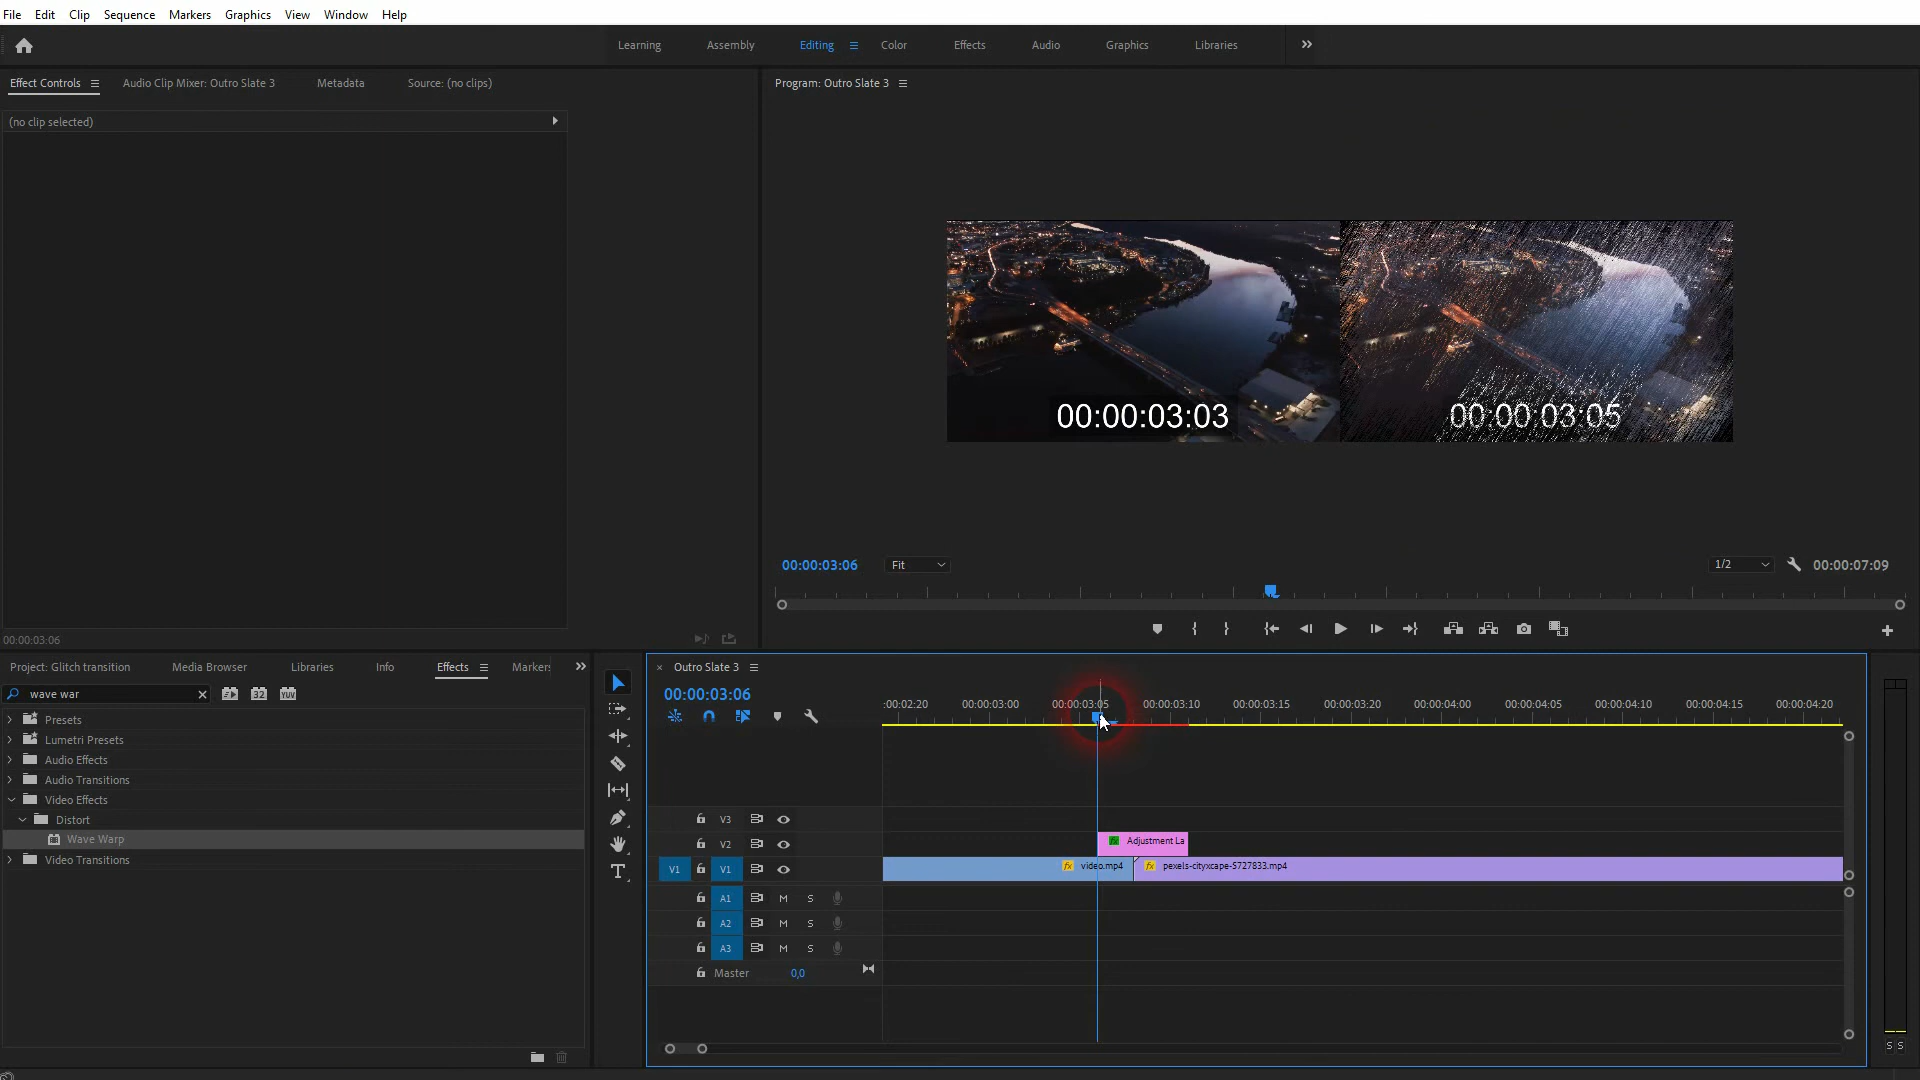 File Edit Clip Sequence Markers Graphics View Window Help
Learning Assembly Editing Color Effects Audio Graphics Libraries
Effect Controls Audio Clip Mixer: Outro Slate 3 Metadata Source: (no clips)
Program: Outro Slate 3
(no clip selected)
00:00:03:03 00:00:03:05
00:00:03:06 Fit 1/2 00:00:07:09
00:00:03:06
Project: Glitch transition Media Browser Libraries Info Effects Markers
Outro Slate 3
wave war
32 YUV
00:00:03:06
:00:02:20 00:00:03:00 00:00:03:05 00:00:03:10 00:00:03:15 00:00:03:20 00:00:04:00 00:00:04:05 00:00:04:10 00:00:04:15 00:00:04:20
Presets
Lumetri Presets
Audio Effects
Audio Transitions
Video Effects
Distort
Wave Warp
Video Transitions
V3
V2 fx Adjustment La
V1 V1 fx video.mp4 fx pexels-cityxcape-5727833.mp4
A1 M S
A2 M S
A3 M S
Master 0,0
S S